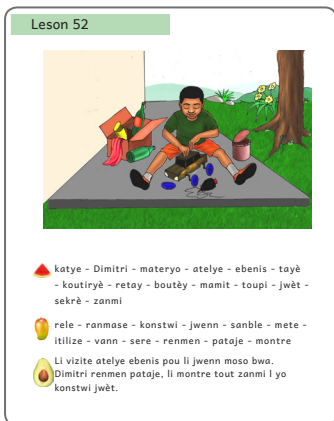 Leson 52
katye - Dimitri - materyo - atelye - ebenis - tayè
- koutiryè - retay - boutèy - mamit - toupi - jwèt -
sekrè - zanmi
rele - ranmase - konstwi - jwenn - sanble - mete -
itilize - vann - sere - renmen - pataje - montre
Li vizite atelye ebenis pou li jwenn moso bwa.
Dimitri renmen pataje, li montre tout zanmi l yo
konstwi jwèt.